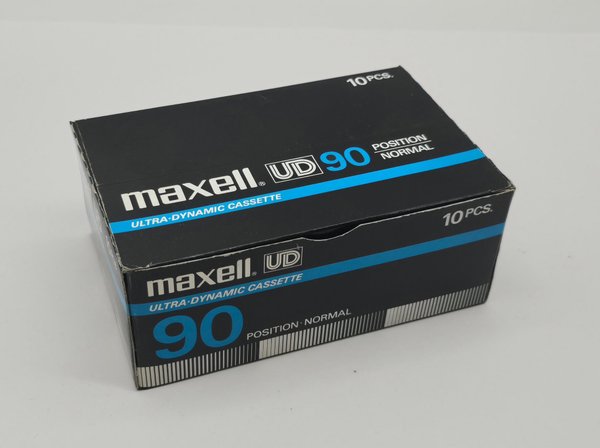 10 PCS.
maxell® UD 90 POSITION NORMAL
ULTRA·DYNAMIC CASSETTE
10 PCS.
maxell® UD
ULTRA·DYNAMIC CASSETTE
90 POSITION·NORMAL